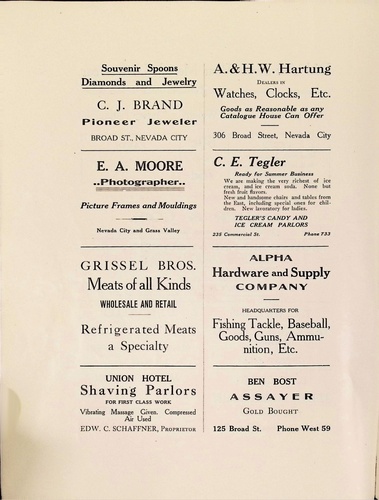 Souvenir Spoons
Diamonds and Jewelry
C. J. BRAND
Pioneer Jeweler
BROAD ST., NEVADA CITY
E. A. MOORE
..Photographer..
Picture Frames and Mouldings
Nevada City and Grass Valley
GRISSEL BROS.
Meats of all Kinds
WHOLESALE AND RETAIL
Refrigerated Meats
a Specialty
UNION HOTEL
Shaving Parlors
FOR FIRST CLASS WORK
Vibrating Massage Given. Compressed
Air Used
EDW. C. SCHAFFNER, PROPRIETOR
A. & H.W. Hartung
DEALERS IN
Watches, Clocks, Etc.
Goods as Reasonable as any
Catalogue House Can Offer
306 Broad Street, Nevada City
C. E. Tegler
Ready for Summer Business
We are making the very richest of ice
cream, and ice cream soda. None but
fresh fruit flavors.
New and handsome chairs and tables from
the East, including special ones for chil-
dren. New lavatory for ladies.
TEGLER'S CANDY AND
ICE CREAM PARLORS
235 Commercial St. Phone 733
ALPHA
Hardware and Supply
COMPANY
HEADQUARTERS FOR
Fishing Tackle, Baseball,
Goods, Guns, Ammu-
nition, Etc.
BEN BOST
ASSAYER
GOLD BOUGHT
125 Broad St. Phone West 59